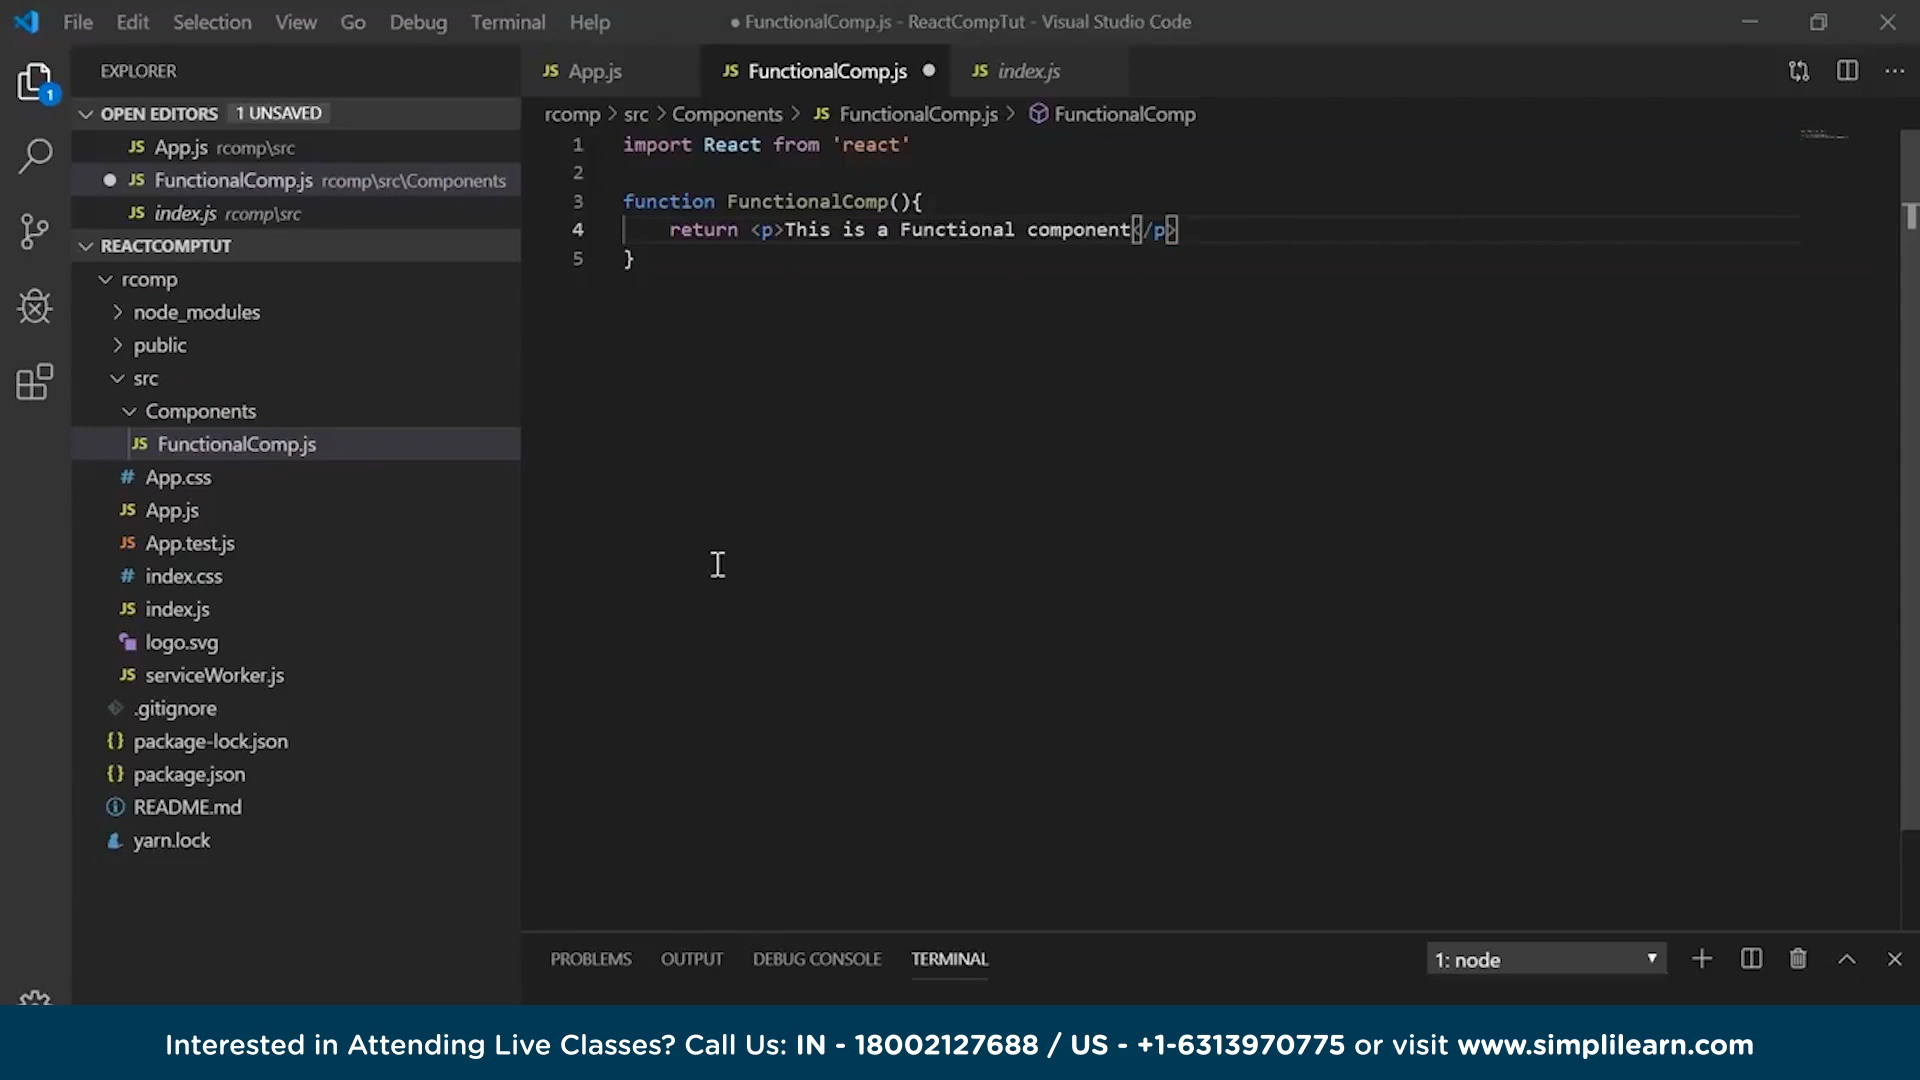 File Edit Selection View Go Debug Terminal Help
● FunctionalComp.js - ReactCompTut - Visual Studio Code
EXPLORER
1
OPEN EDITORS 1 UNSAVED
JS App.js rcomp\src
JS FunctionalComp.js rcomp\src\Components
JS index.js rcomp\src
REACTCOMPTUT
rcomp
node_modules
public
src
Components
JS FunctionalComp.js
# App.css
JS App.js
JS App.test.js
# index.css
JS index.js
logo.svg
JS serviceWorker.js
.gitignore
{} package-lock.json
{} package.json
README.md
yarn.lock
JS App.js JS FunctionalComp.js ● JS index.js
rcomp > src > Components > JS FunctionalComp.js > FunctionalComp
1 import React from 'react'
2
3 function FunctionalComp(){
4 return <p>This is a Functional component</p>
5 }
PROBLEMS OUTPUT DEBUG CONSOLE TERMINAL
1: node
Interested in Attending Live Classes? Call Us: IN - 18002127688 / US - +1-6313970775 or visit www.simplilearn.com